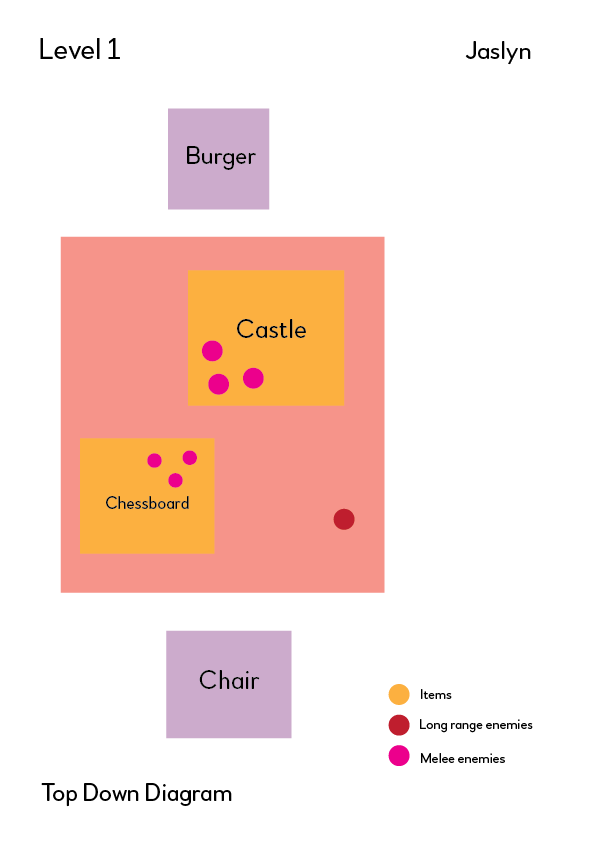 Level 1
Jaslyn
Burger
Castle
Chessboard
Chair
Items
Long range enemies
Melee enemies
Top Down Diagram